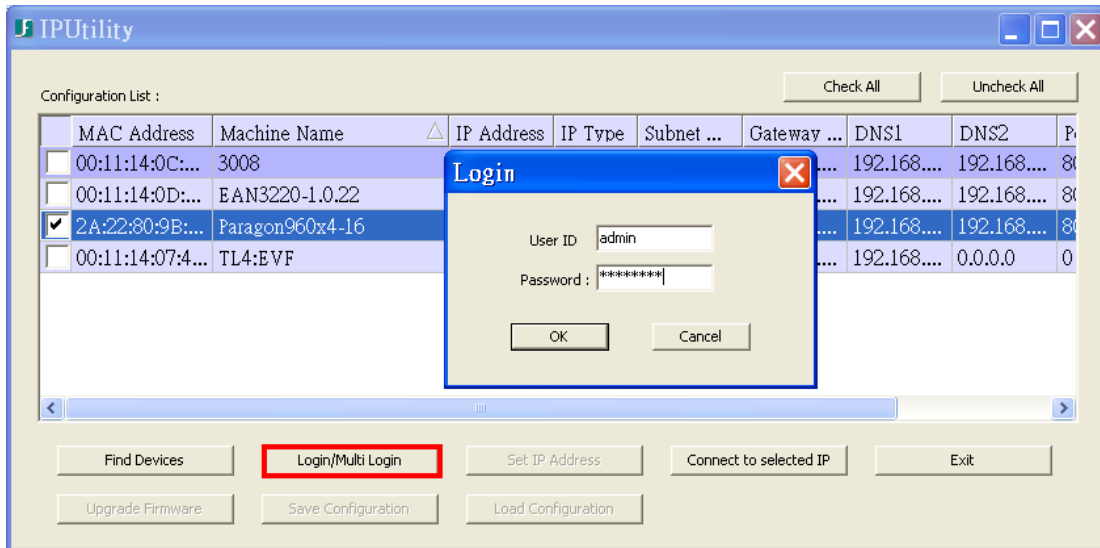 IPUtility
Check All Uncheck All
Configuration List :
MAC Address Machine Name IP Address IP Type Subnet ... Gateway ... DNS1 DNS2
00:11:14:0C:... 3008 ... 192.168.... 192.168.... 80
00:11:14:0D:... EAN3220-1.0.22 ... 192.168.... 192.168.... 80
2A:22:80:9B:... Paragon960x4-16 ... 192.168.... 192.168.... 80
00:11:14:07:4... TL4:EVF ... 192.168.... 0.0.0.0 0
Login
User ID admin
Password : ********
OK Cancel
Find Devices Login/Multi Login Set IP Address Connect to selected IP Exit
Upgrade Firmware Save Configuration Load Configuration